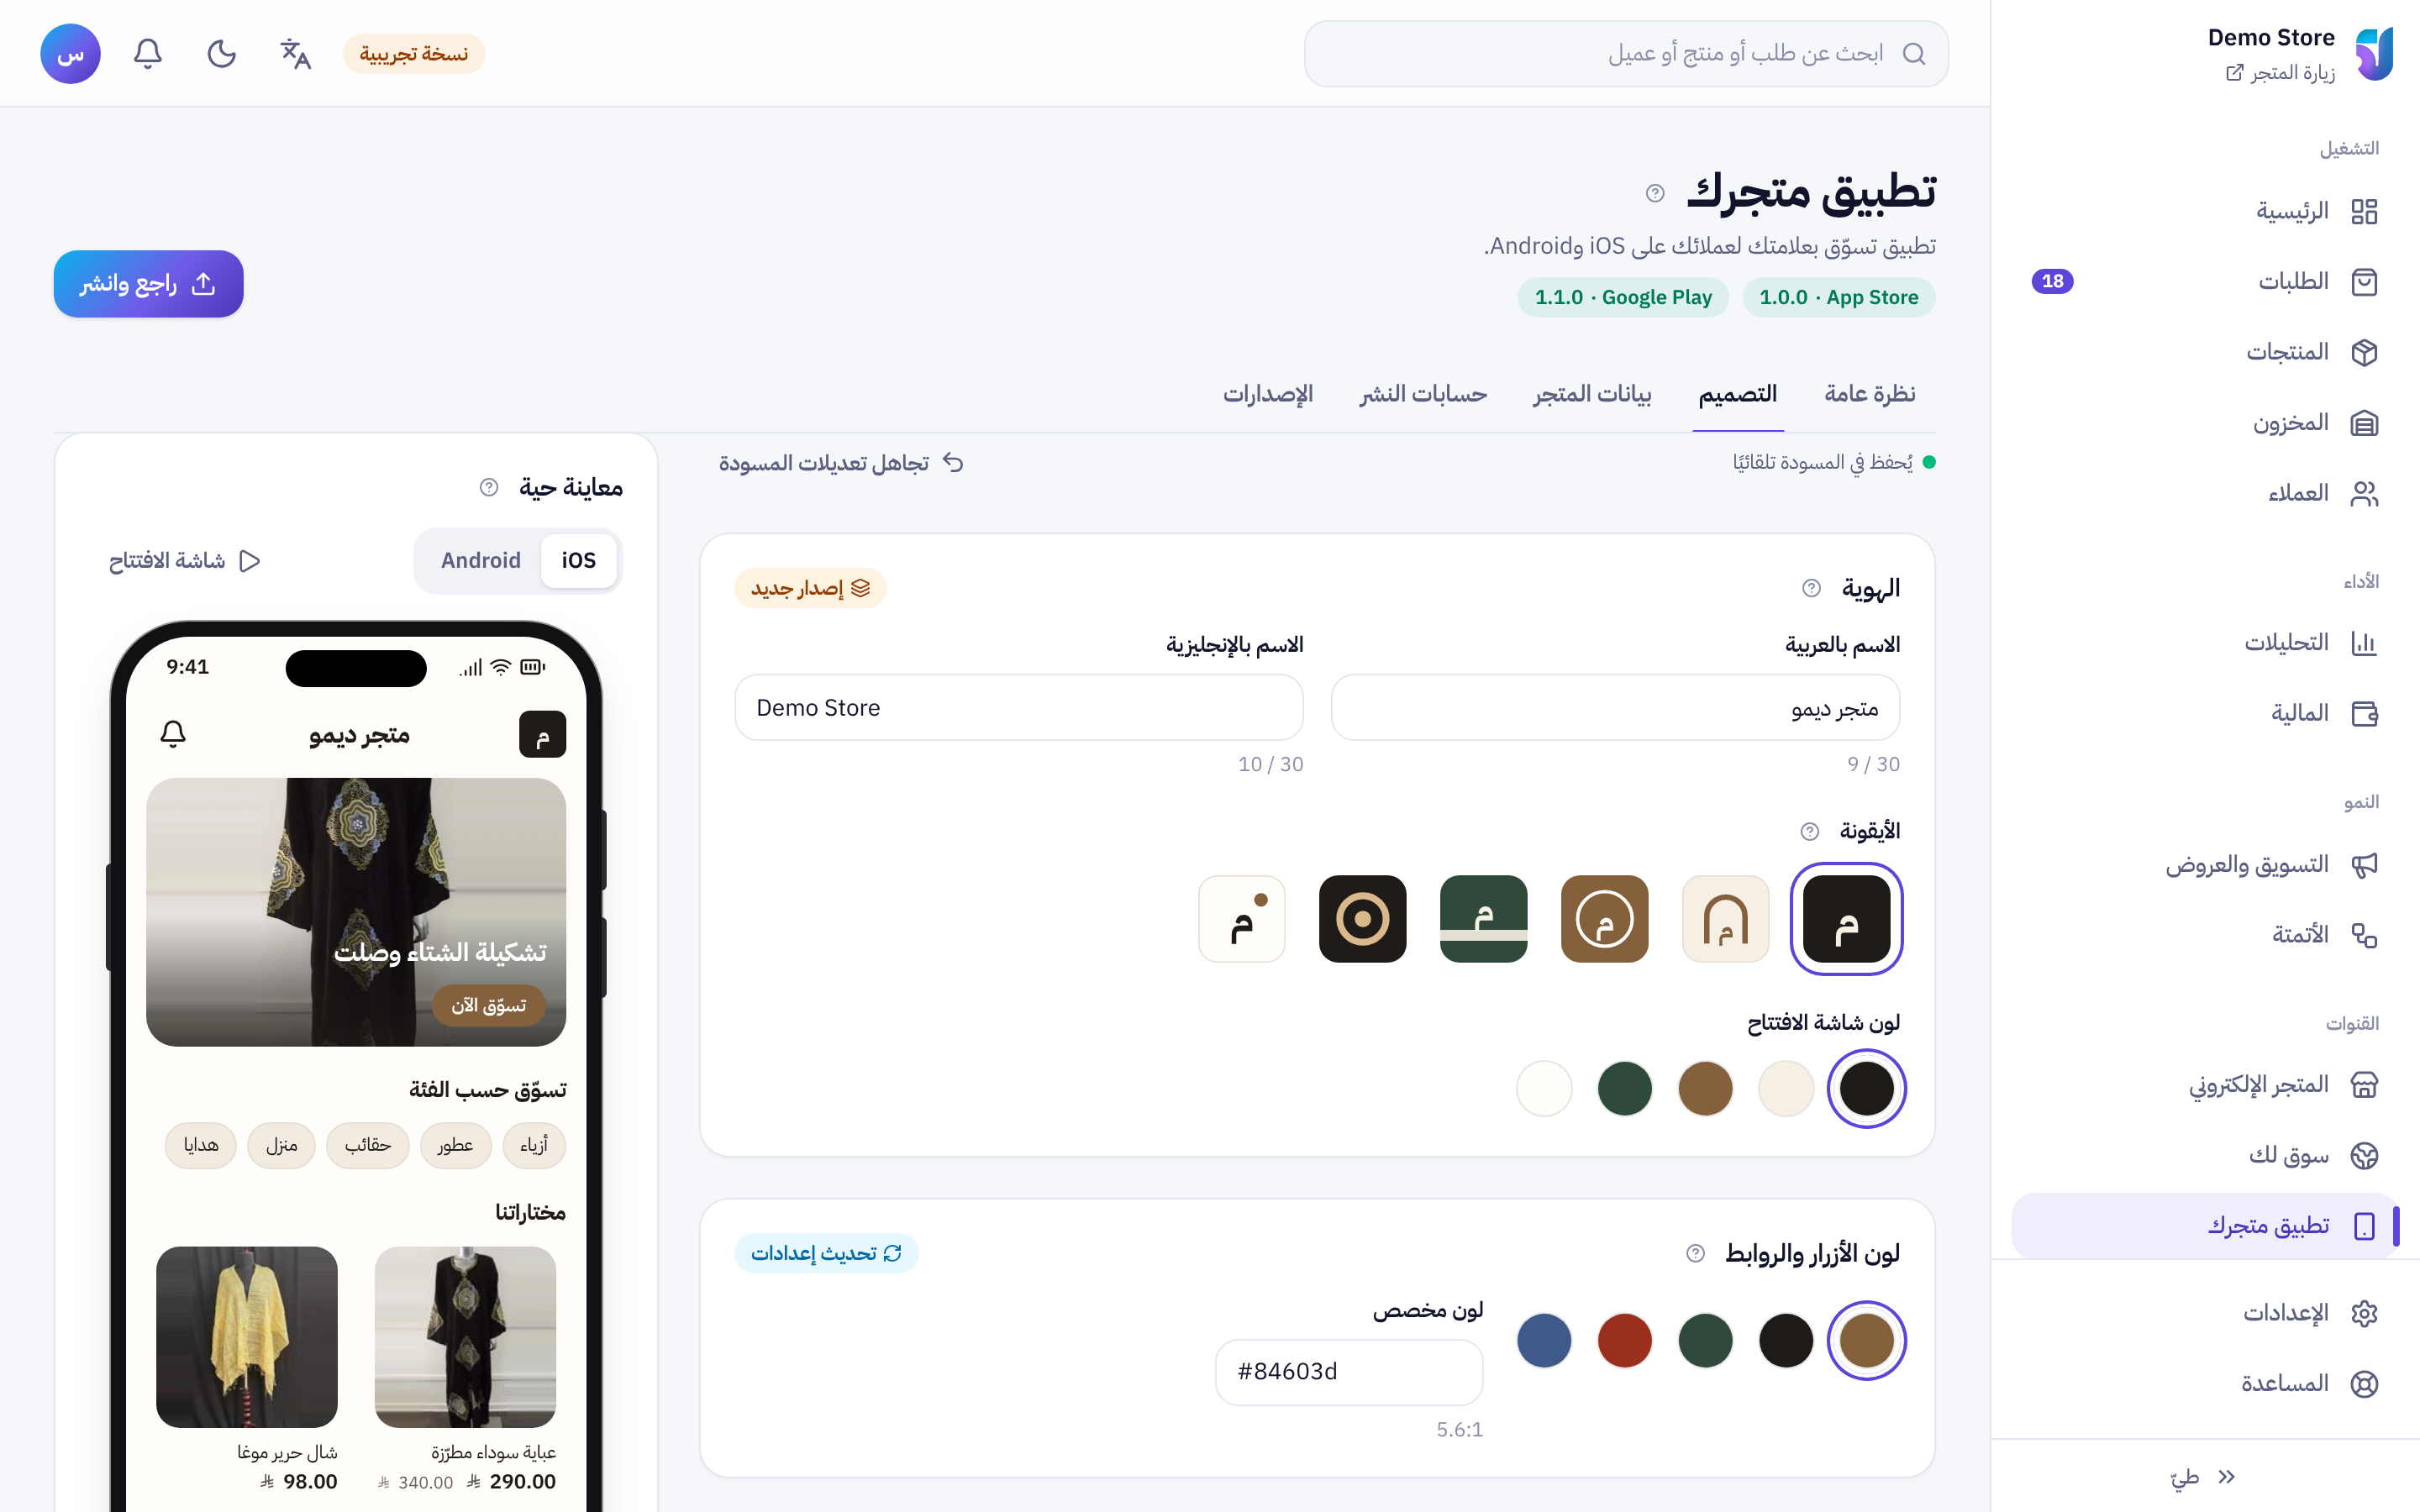 Demo Store
زيارة المتجر
التشغيل
الرئيسية
الطلبات
18
المنتجات
المخزون
العملاء
الأداء
التحليلات
المالية
النمو
التسويق والعروض
الأتمتة
القنوات
المتجر الإلكتروني
سوق لك
تطبيق متجرك
الإعدادات
المساعدة
طيّ
ابحث عن طلب أو منتج أو عميل
نسخة تجريبية
س
تطبيق متجرك
تطبيق تسوّق بعلامتك لعملائك على iOS وAndroid.
App Store · 1.0.0
Google Play · 1.1.0
راجع وانشر
نظرة عامة
التصميم
بيانات المتجر
حسابات النشر
الإصدارات
يُحفظ في المسودة تلقائيًا
تجاهل تعديلات المسودة
الهوية
إصدار جديد
الاسم بالعربية
متجر ديمو
9 / 30
الاسم بالإنجليزية
Demo Store
10 / 30
الأيقونة
م
م
م
م
م
لون شاشة الافتتاح
لون الأزرار والروابط
تحديث إعدادات
لون مخصص
#84603d
5.6:1
معاينة حية
iOS
Android
شاشة الافتتاح
9:41
م
متجر ديمو
تشكيلة الشتاء وصلت
تسوّق الآن
تسوّق حسب الفئة
أزياء
عطور
حقائب
منزل
هدايا
مختاراتنا
عباية سوداء مطرّزة
290.00
340.00
شال حرير موغا
98.00